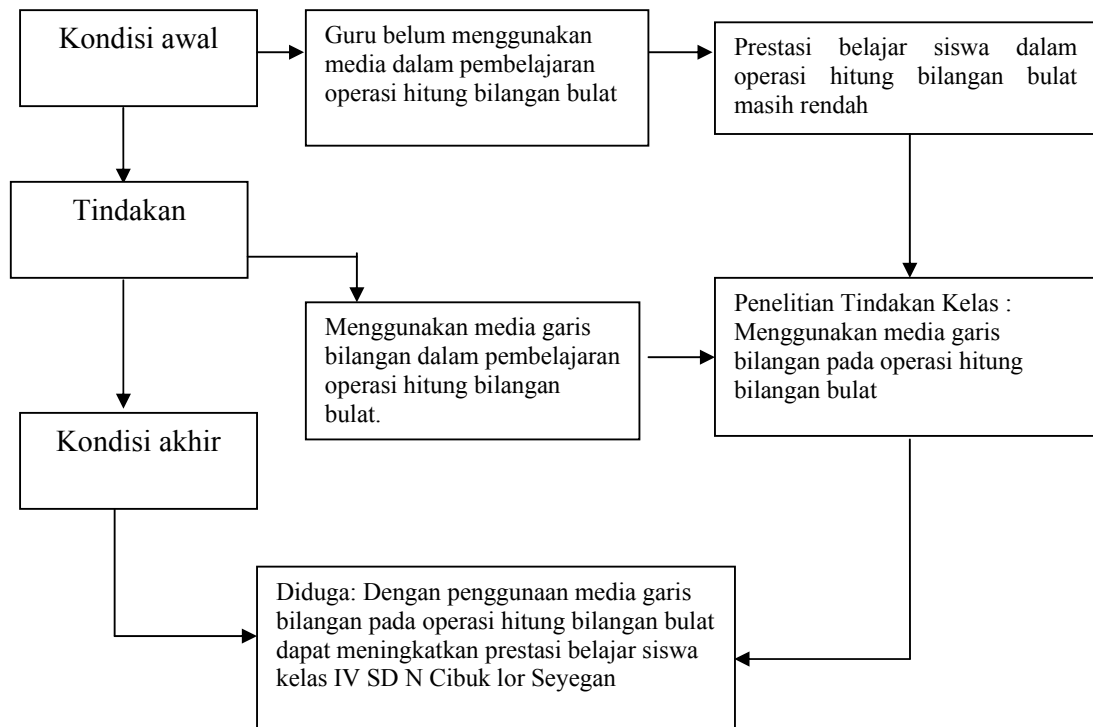 Kondisi awal
Guru belum menggunakan
media dalam pembelajaran
operasi hitung bilangan bulat
Prestasi belajar siswa dalam
operasi hitung bilangan bulat
masih rendah
Tindakan
Menggunakan media garis
bilangan dalam pembelajaran
operasi hitung bilangan
bulat.
Penelitian Tindakan Kelas :
Menggunakan media garis
bilangan pada operasi hitung
bilangan bulat
Kondisi akhir
Diduga: Dengan penggunaan media garis
bilangan pada operasi hitung bilangan bulat
dapat meningkatkan prestasi belajar siswa
kelas IV SD N Cibuk lor Seyegan